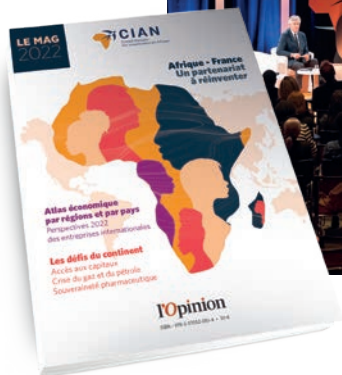 LE MAG
2022
CIAN
Afrique - France
Un partenariat
à réinventer
Atlas économique
par régions et par pays
Perspectives 2022
des entreprises internationales
Les défis du continent
Accès aux capitaux
Crise du gaz et du pétrole
Souveraineté pharmaceutique
l'Opinion